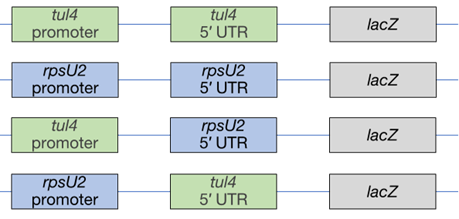 tul4 tul4
promoter 5′ UTR lacZ
rpsU2 rpsU2
promoter 5′ UTR lacZ
tul4 rpsU2
promoter 5′ UTR lacZ
rpsU2 tul4
promoter 5′ UTR lacZ